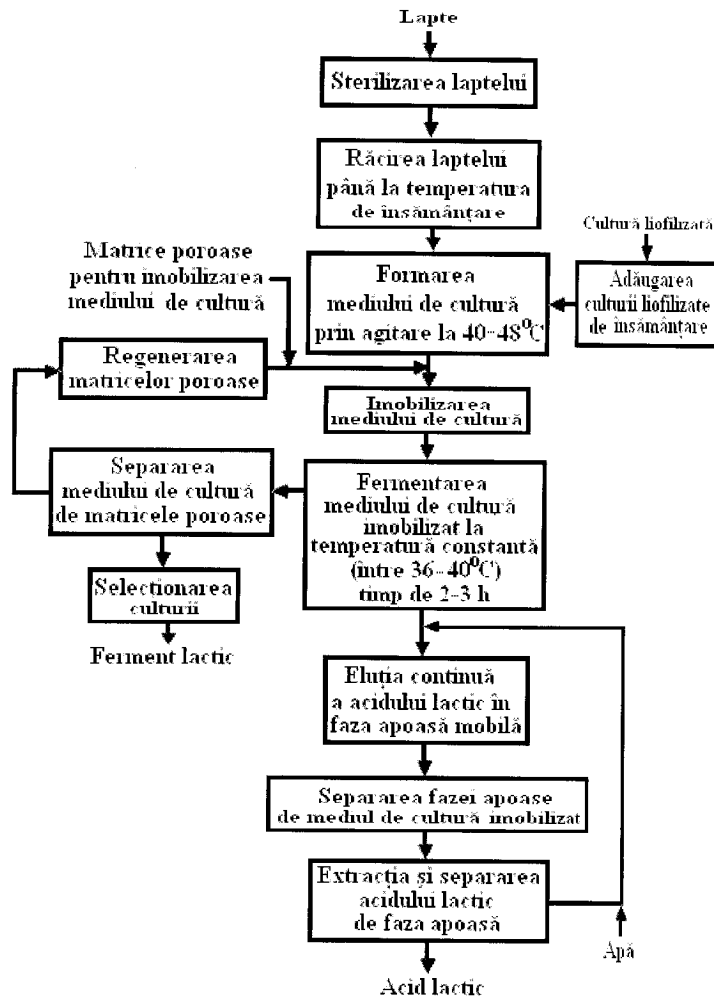 Lapte
Sterilizarea laptelui
Răcirea laptelui
până la temperatura
de însămânțare
Cultură liofilizată
Matrice poroase
pentru imobilizarea
mediului de cultură
Formarea
mediului de cultură
prin agitare la 40-48⁰C
Adăugarea
culturii liofilizate
de însămânțare
Regenerarea
matricelor poroase
Imobilizarea
mediului de cultură
Separarea
mediului de cultură
de matricele poroase
Fermentarea
mediului de cultură
imobilizat la
temperatură constantă
(între 36-40⁰C)
timp de 2-3 h
Selectionarea
culturii
Ferment lactic
Eluția continuă
a acidului lactic în
faza apoasă mobilă
Separarea fazei apoase
de mediul de cultură imobilizat
Extracția și separarea
acidului lactic
de faza apoasă
Apă
Acid lactic